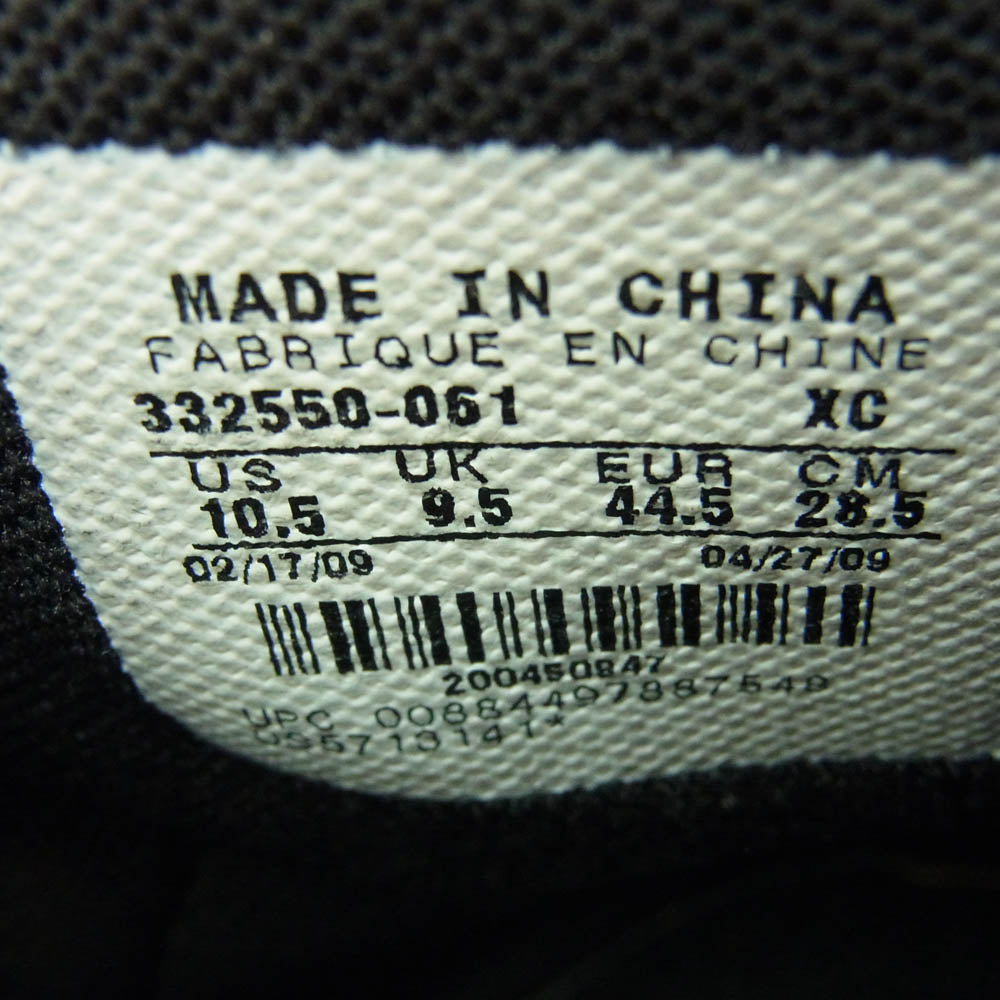 MADE IN CHINA
FABRIQUE EN CHINE
332550-061 XC
US UK EUR CM
10.5 9.5 44.5 28.5
02/17/09 04/27/09
200450847
UPC 00884497887549
US5713141*